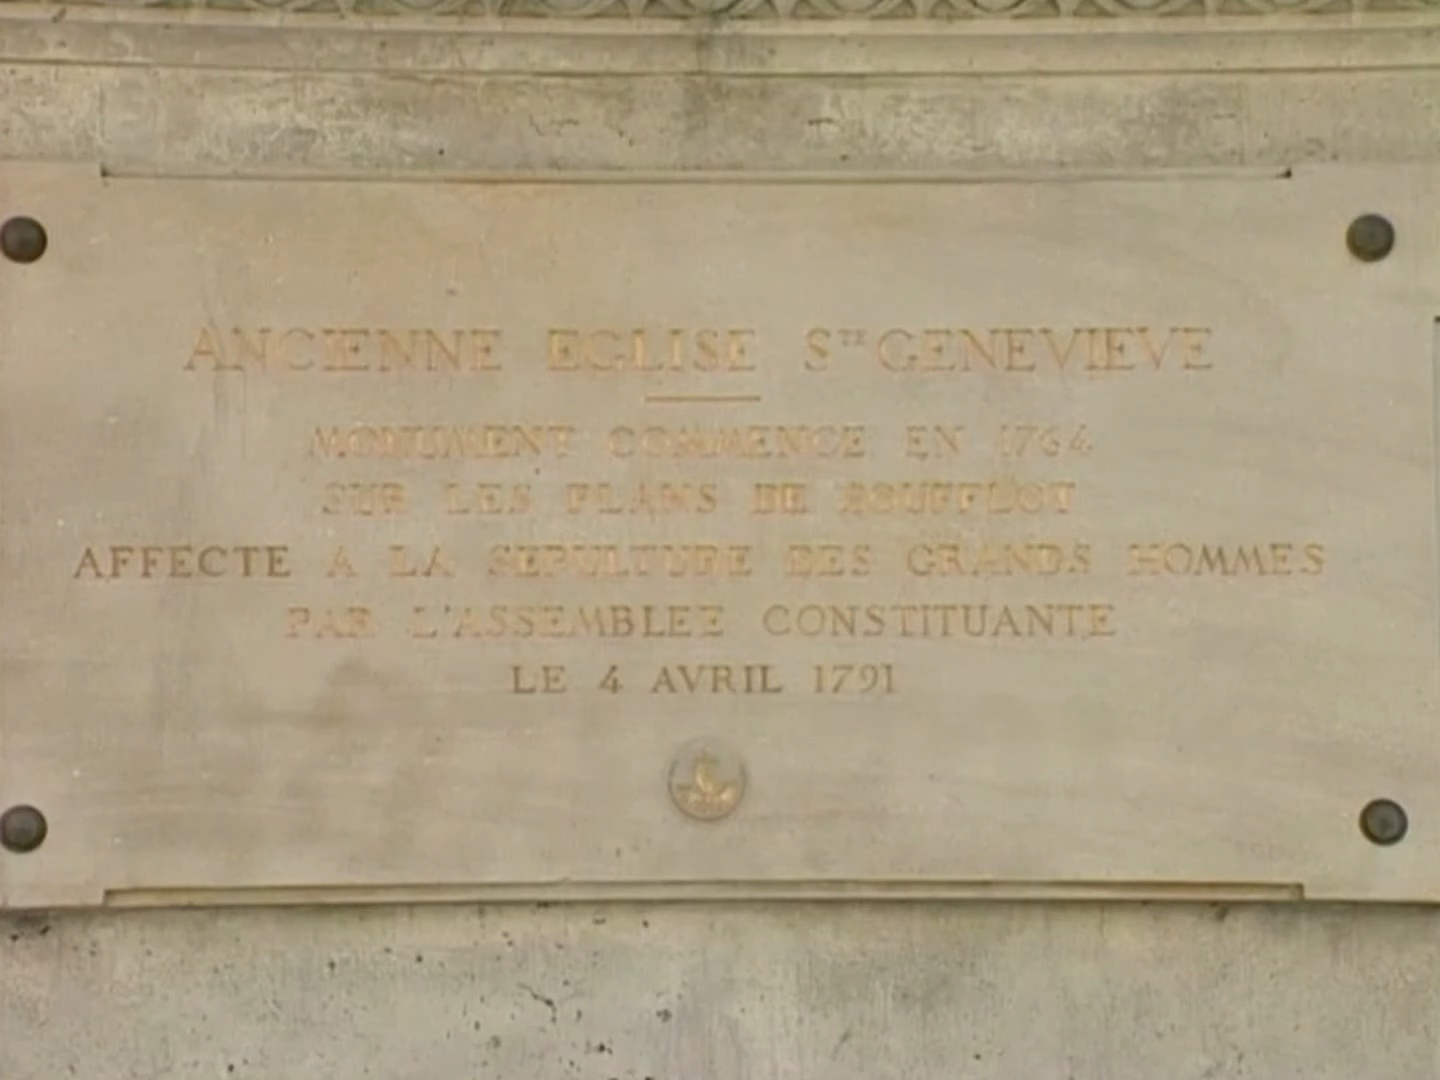 ANCIENNE EGLISE STE GENEVIEVE
MONUMENT COMMENCE EN 1764
SUR LES PLANS DE SOUFFLOT
AFFECTE A LA SEPULTURE DES GRANDS HOMMES
PAR L'ASSEMBLEE CONSTITUANTE
LE 4 AVRIL 1791